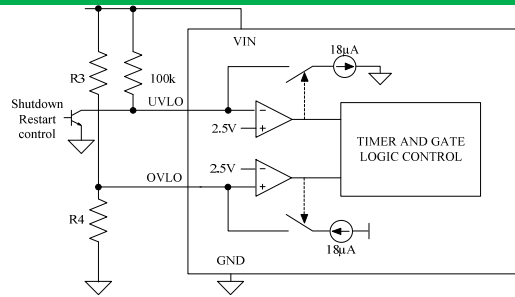 VIN
18μA
R3
100k
Shutdown
Restart
control
UVLO
2.5V
TIMER AND GATE
LOGIC CONTROL
2.5V
OVLO
R4
GND
18μA